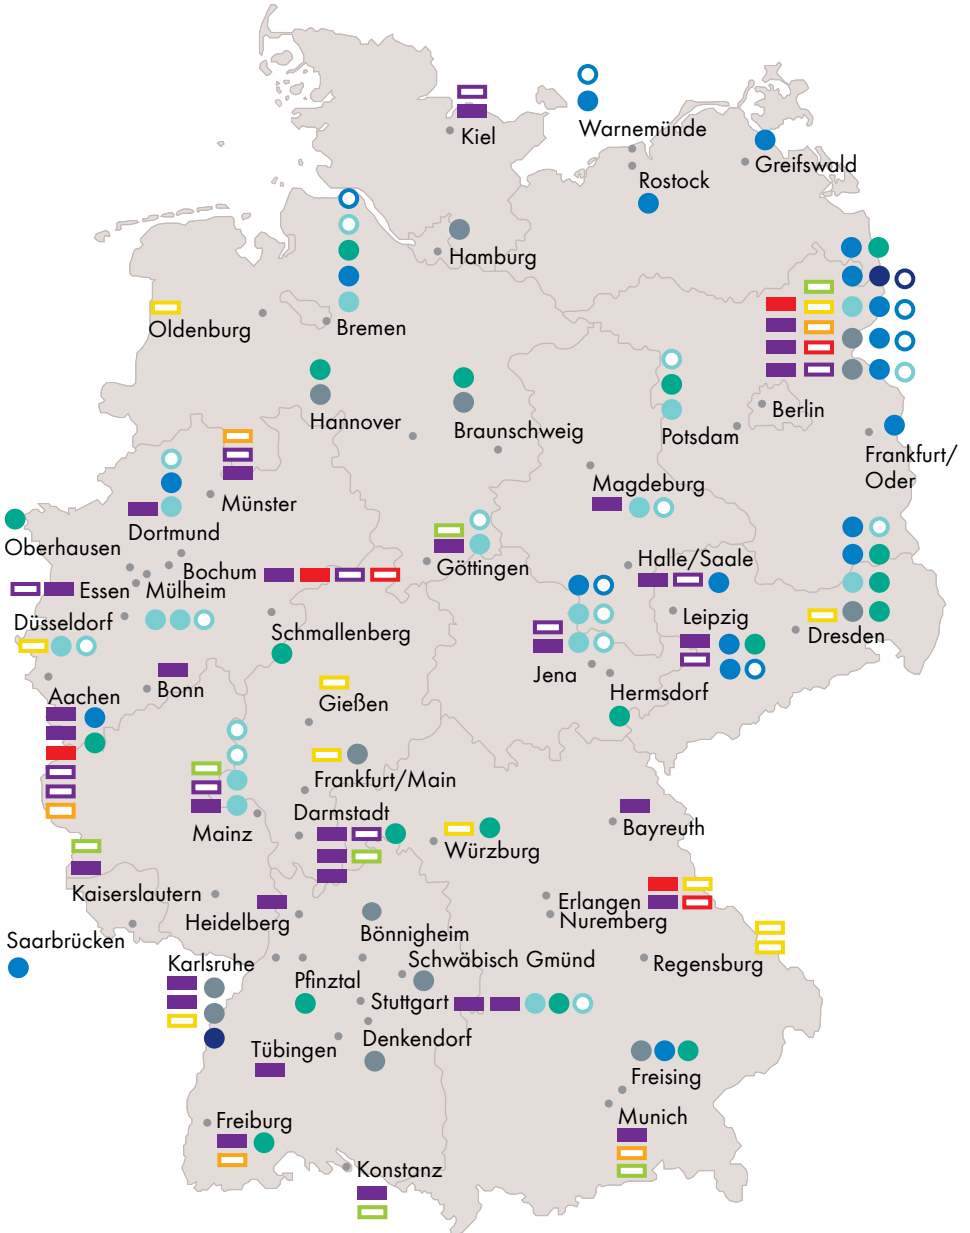 Warnemünde
Kiel
Greifswald
Rostock
Hamburg
Oldenburg
Bremen
Berlin
Hannover
Braunschweig
Potsdam
Frankfurt/
Oder
Magdeburg
Münster
Dortmund
Oberhausen
Göttingen
Halle/Saale
Bochum
Essen
Mülheim
Düsseldorf
Leipzig
Schmallenberg
Dresden
Jena
Bonn
Aachen
Hermsdorf
Gießen
Frankfurt/Main
Darmstadt
Mainz
Bayreuth
Würzburg
Kaiserslautern
Erlangen
Heidelberg
Nuremberg
Bönnigheim
Saarbrücken
Schwäbisch Gmünd
Karlsruhe
Regensburg
Pfinztal
Stuttgart
Denkendorf
Tübingen
Freising
Munich
Freiburg
Konstanz